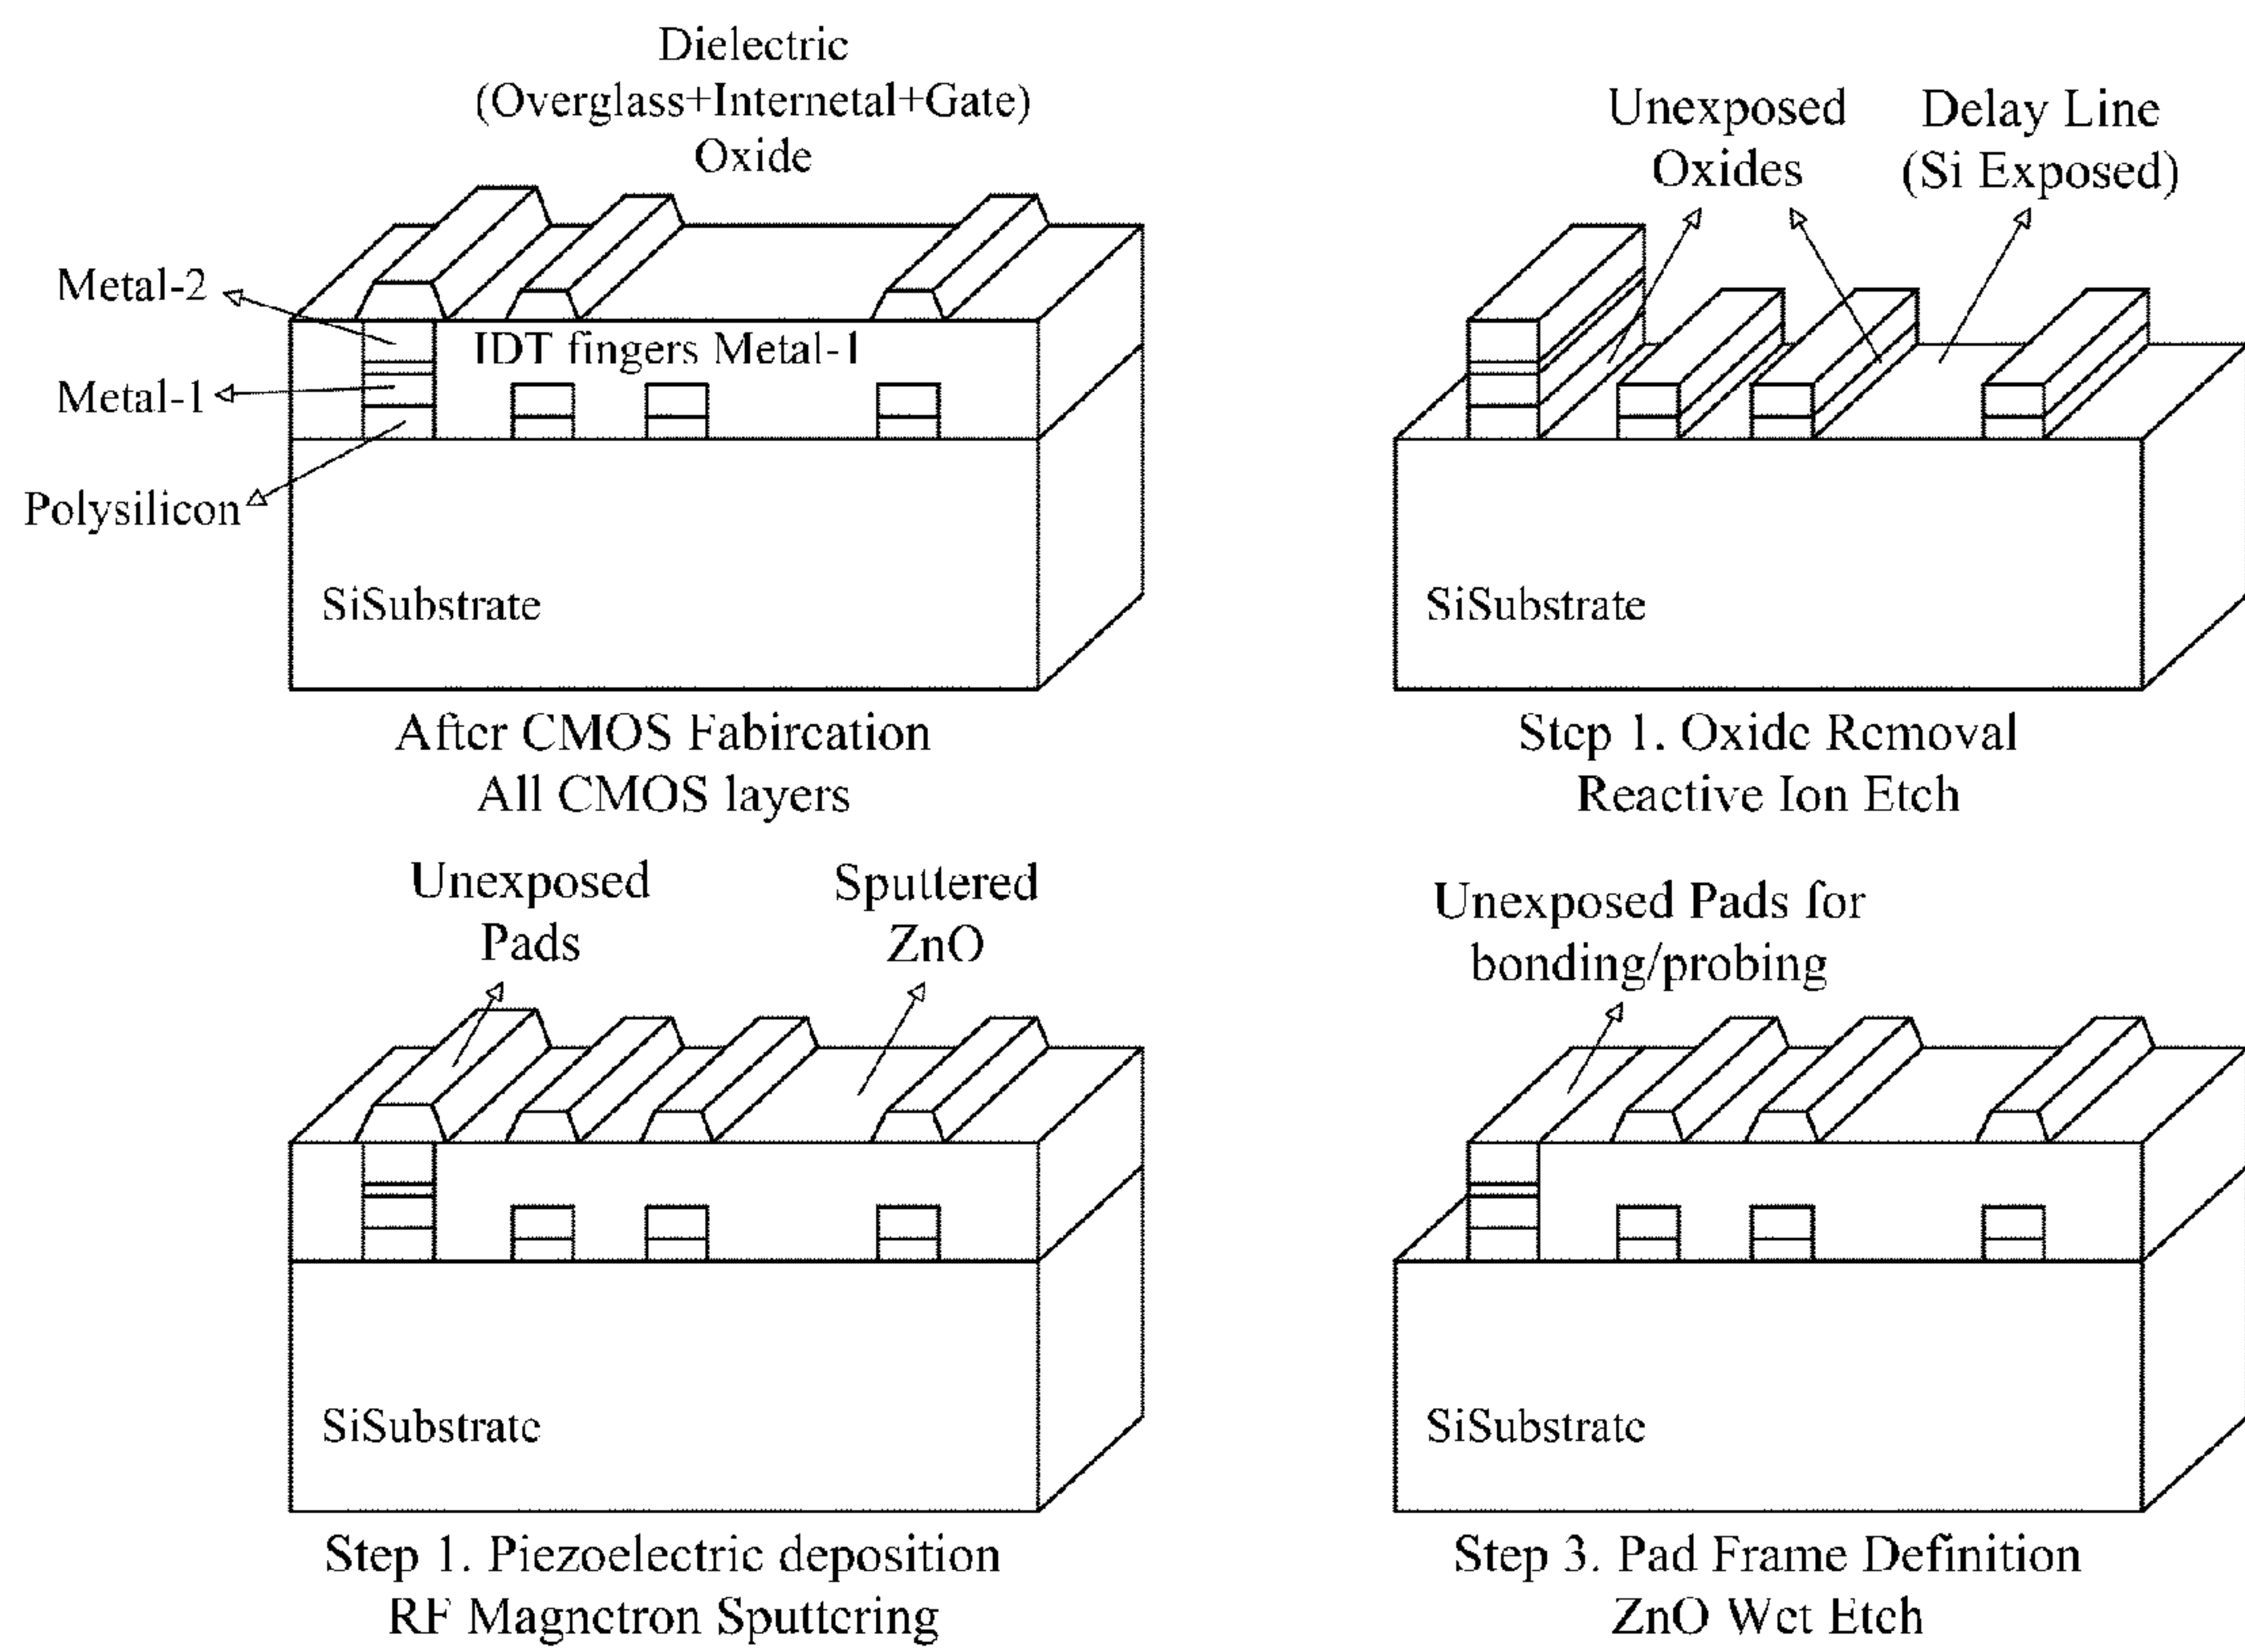 Dielectric
(Overglass+Internetal+Gate)
Oxide
Metal-2
IDT fingers Metal-1
Metal-1
Polysilicon
SiSubstrate
After CMOS Fabircation
All CMOS layers
Unexposed
Oxides
Delay Line
(Si Exposed)
SiSubstrate
Step 1. Oxide Removal
Reactive Ion Etch
Unexposed
Pads
Sputtered
ZnO
SiSubstrate
Step 1. Piezoelectric deposition
RF Magnetron Sputtering
Unexposed Pads for
bonding/probing
SiSubstrate
Step 3. Pad Frame Definition
ZnO Wet Etch